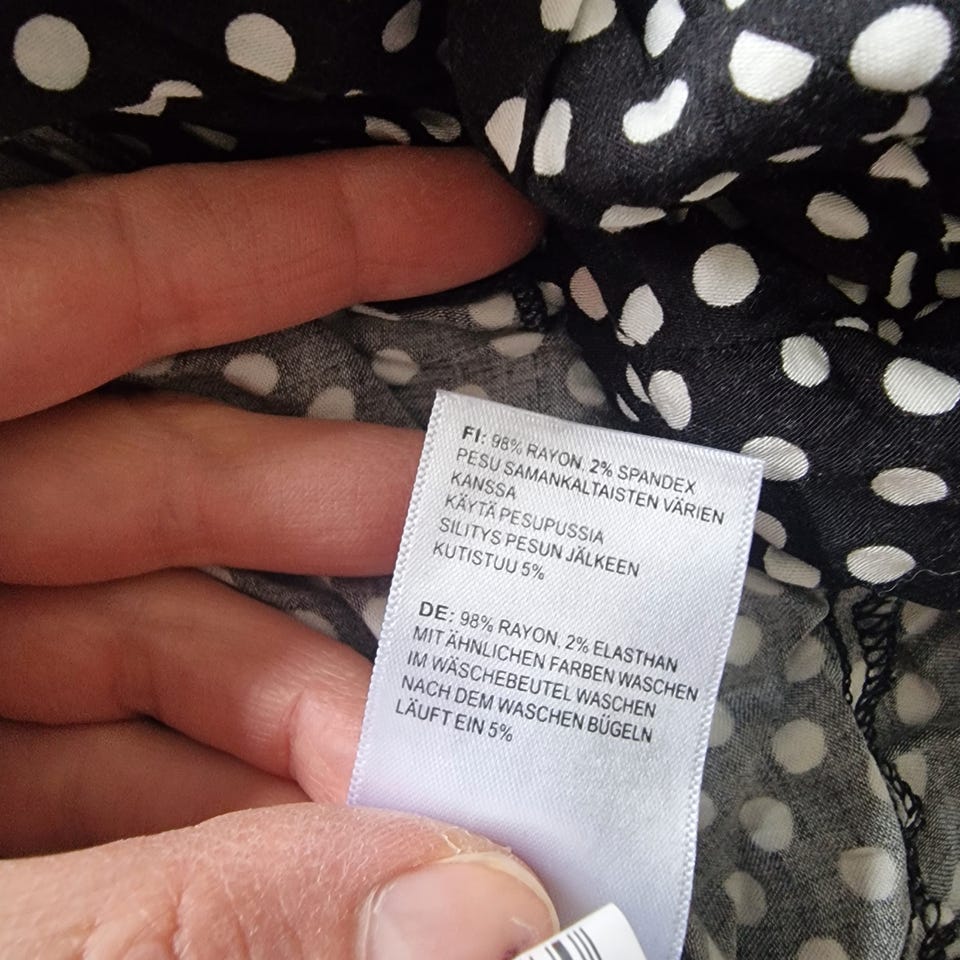 FI: 98% RAYON, 2% SPANDEX
PESU SAMANKALTAISTEN VÄRIEN
KANSSA
KÄYTÄ PESUPUSSIA
SILITYS PESUN JÄLKEEN
KUTISTUU 5%
DE: 98% RAYON, 2% ELASTHAN
MIT ÄHNLICHEN FARBEN WASCHEN
IM WÄSCHEBEUTEL WASCHEN
NACH DEM WASCHEN BÜGELN
LÄUFT EIN 5%